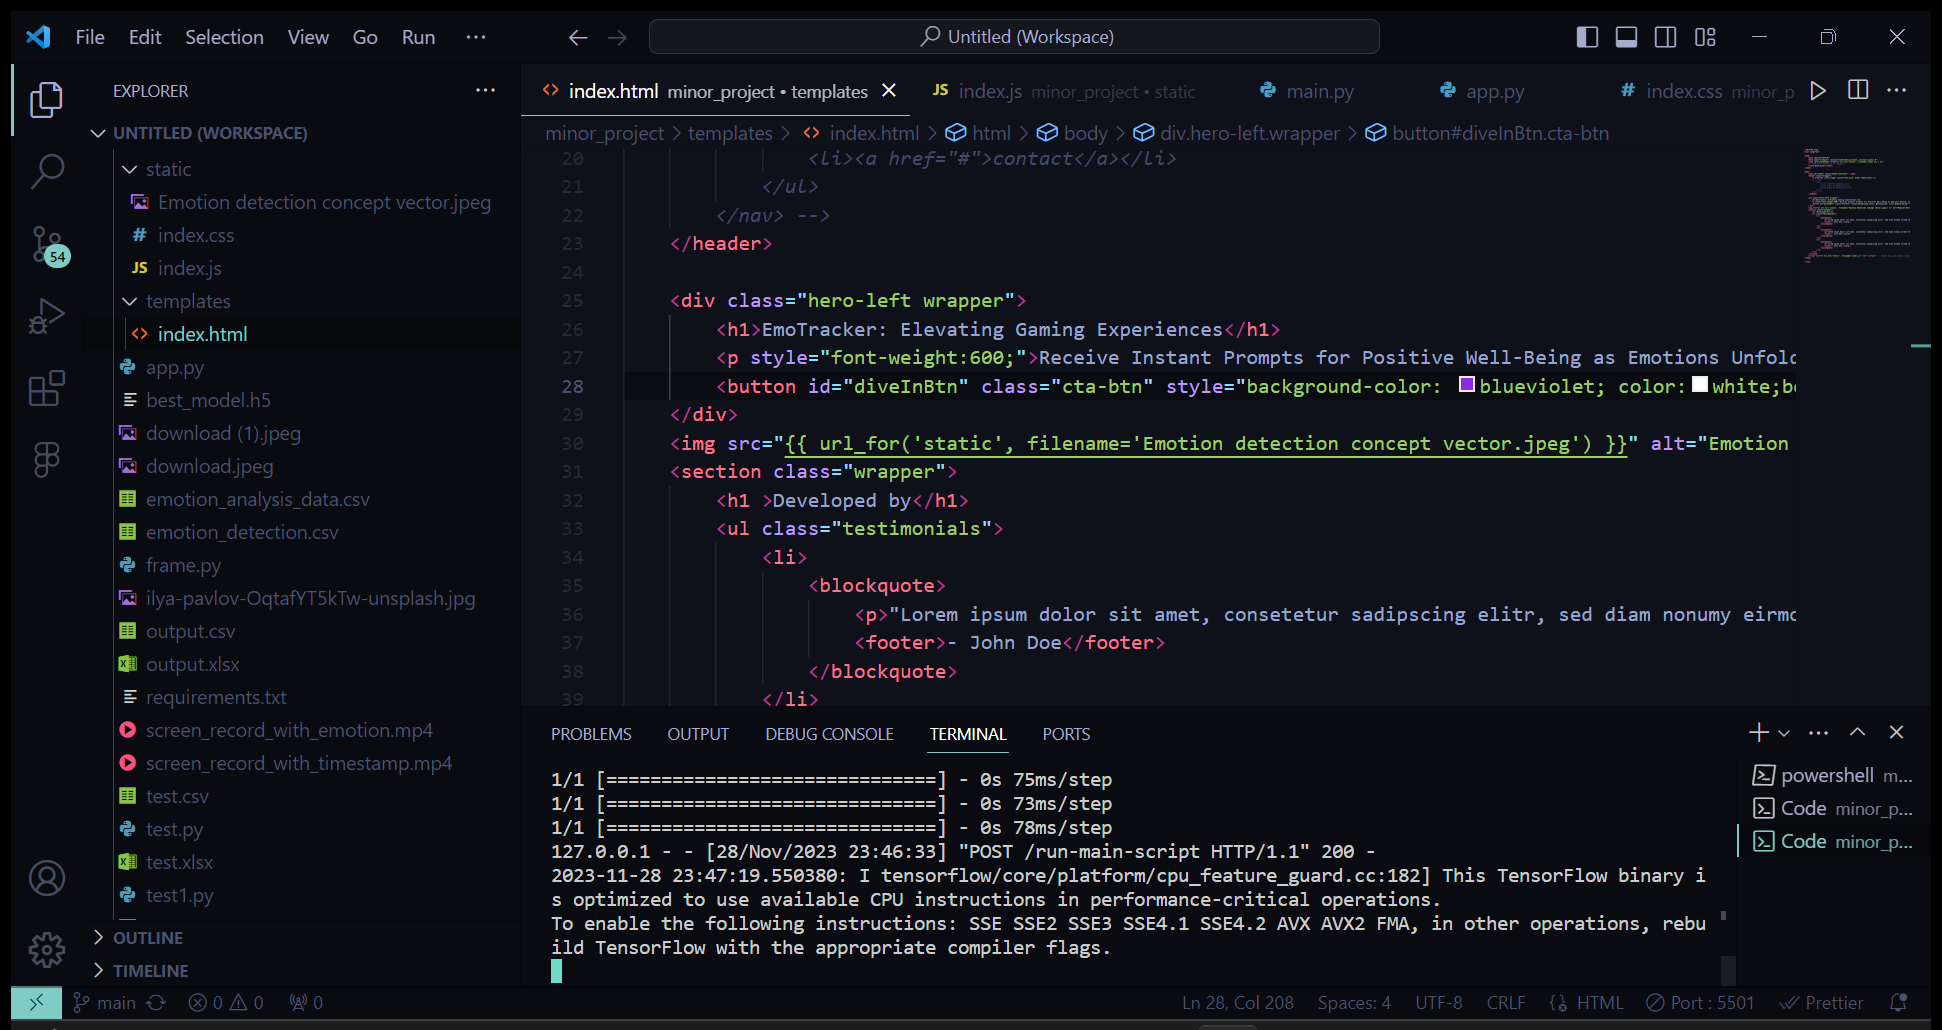 File Edit Selection View Go Run ··· Untitled (Workspace)
EXPLORER ···
UNTITLED (WORKSPACE)
static
Emotion detection concept vector.jpeg
# index.css
JS index.js
templates
<> index.html
app.py
best_model.h5
download (1).jpeg
download.jpeg
emotion_analysis_data.csv
emotion_detection.csv
frame.py
ilya-pavlov-OqtafYT5kTw-unsplash.jpg
output.csv
output.xlsx
requirements.txt
screen_record_with_emotion.mp4
screen_record_with_timestamp.mp4
test.csv
test.py
test.xlsx
test1.py
OUTLINE
TIMELINE
54
<> index.html minor_project • templates JS index.js minor_project • static main.py app.py # index.css minor_p ···
minor_project > templates > <> index.html > html > body > div.hero-left.wrapper > button#diveInBtn.cta-btn
20 <li><a href="#">contact</a></li>
21 </ul>
22 </nav> -->
23 </header>
24
25 <div class="hero-left wrapper">
26 <h1>EmoTracker: Elevating Gaming Experiences</h1>
27 <p style="font-weight:600;">Receive Instant Prompts for Positive Well-Being as Emotions Unfol
28 <button id="diveInBtn" class="cta-btn" style="background-color: blueviolet; color: white;b
29 </div>
30 <img src="{{ url_for('static', filename='Emotion detection concept vector.jpeg') }}" alt="Emotion
31 <section class="wrapper">
32 <h1 >Developed by</h1>
33 <ul class="testimonials">
34 <li>
35 <blockquote>
36 <p>"Lorem ipsum dolor sit amet, consetetur sadipscing elitr, sed diam nonumy eirmo
37 <footer>- John Doe</footer>
38 </blockquote>
39 </li>
PROBLEMS OUTPUT DEBUG CONSOLE TERMINAL PORTS
1/1 [==============================] - 0s 75ms/step
1/1 [==============================] - 0s 73ms/step
1/1 [==============================] - 0s 78ms/step
127.0.0.1 - - [28/Nov/2023 23:46:33] "POST /run-main-script HTTP/1.1" 200 -
2023-11-28 23:47:19.550380: I tensorflow/core/platform/cpu_feature_guard.cc:182] This TensorFlow binary i
s optimized to use available CPU instructions in performance-critical operations.
To enable the following instructions: SSE SSE2 SSE3 SSE4.1 SSE4.2 AVX AVX2 FMA, in other operations, rebu
ild TensorFlow with the appropriate compiler flags.
powershell m...
Code minor_p...
Code minor_p...
main 0 0 0 Ln 28, Col 208 Spaces: 4 UTF-8 CRLF HTML Port : 5501 Prettier